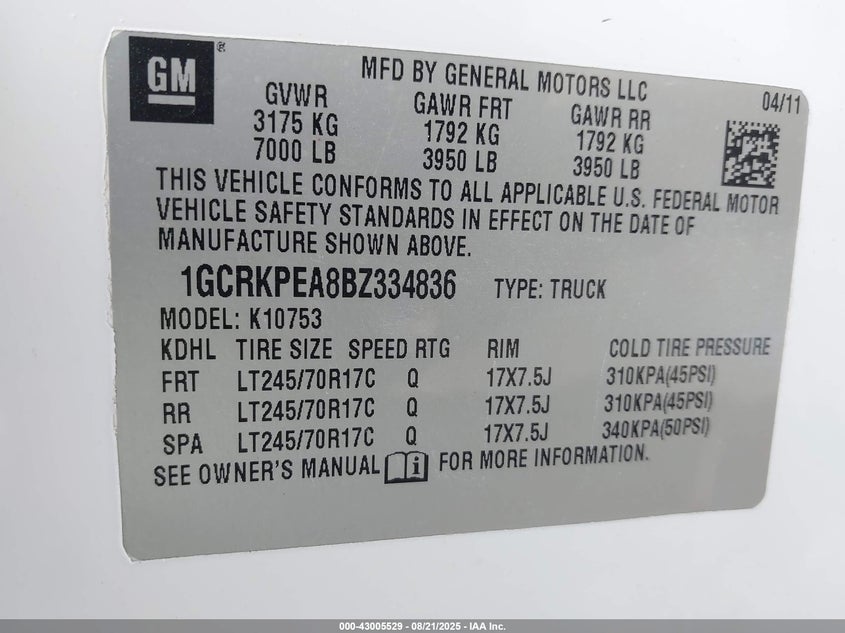 GM ®
MFD BY GENERAL MOTORS LLC
04/11
GVWR GAWR FRT GAWR RR
3175 KG 1792 KG 1792 KG
7000 LB 3950 LB 3950 LB
THIS VEHICLE CONFORMS TO ALL APPLICABLE U.S. FEDERAL MOTOR
VEHICLE SAFETY STANDARDS IN EFFECT ON THE DATE OF
MANUFACTURE SHOWN ABOVE.
1GCRKPEA8BZ334836 TYPE: TRUCK
MODEL: K10753
KDHL TIRE SIZE SPEED RTG RIM COLD TIRE PRESSURE
FRT LT245/70R17C Q 17X7.5J 310KPA(45PSI)
RR LT245/70R17C Q 17X7.5J 310KPA(45PSI)
SPA LT245/70R17C Q 17X7.5J 340KPA(50PSI)
SEE OWNER'S MANUAL i FOR MORE INFORMATION.
000-43005529 - 08/21/2025 - IAA Inc.